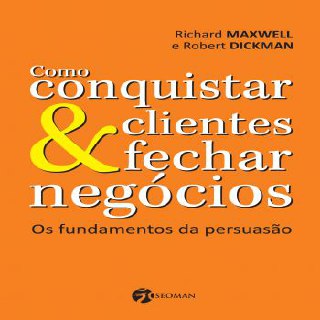 Richard MAXWELL
e Robert DICKMAN
Como
conquistar
& clientes
fechar
negócios
Os fundamentos da persuasão
SEOMAN